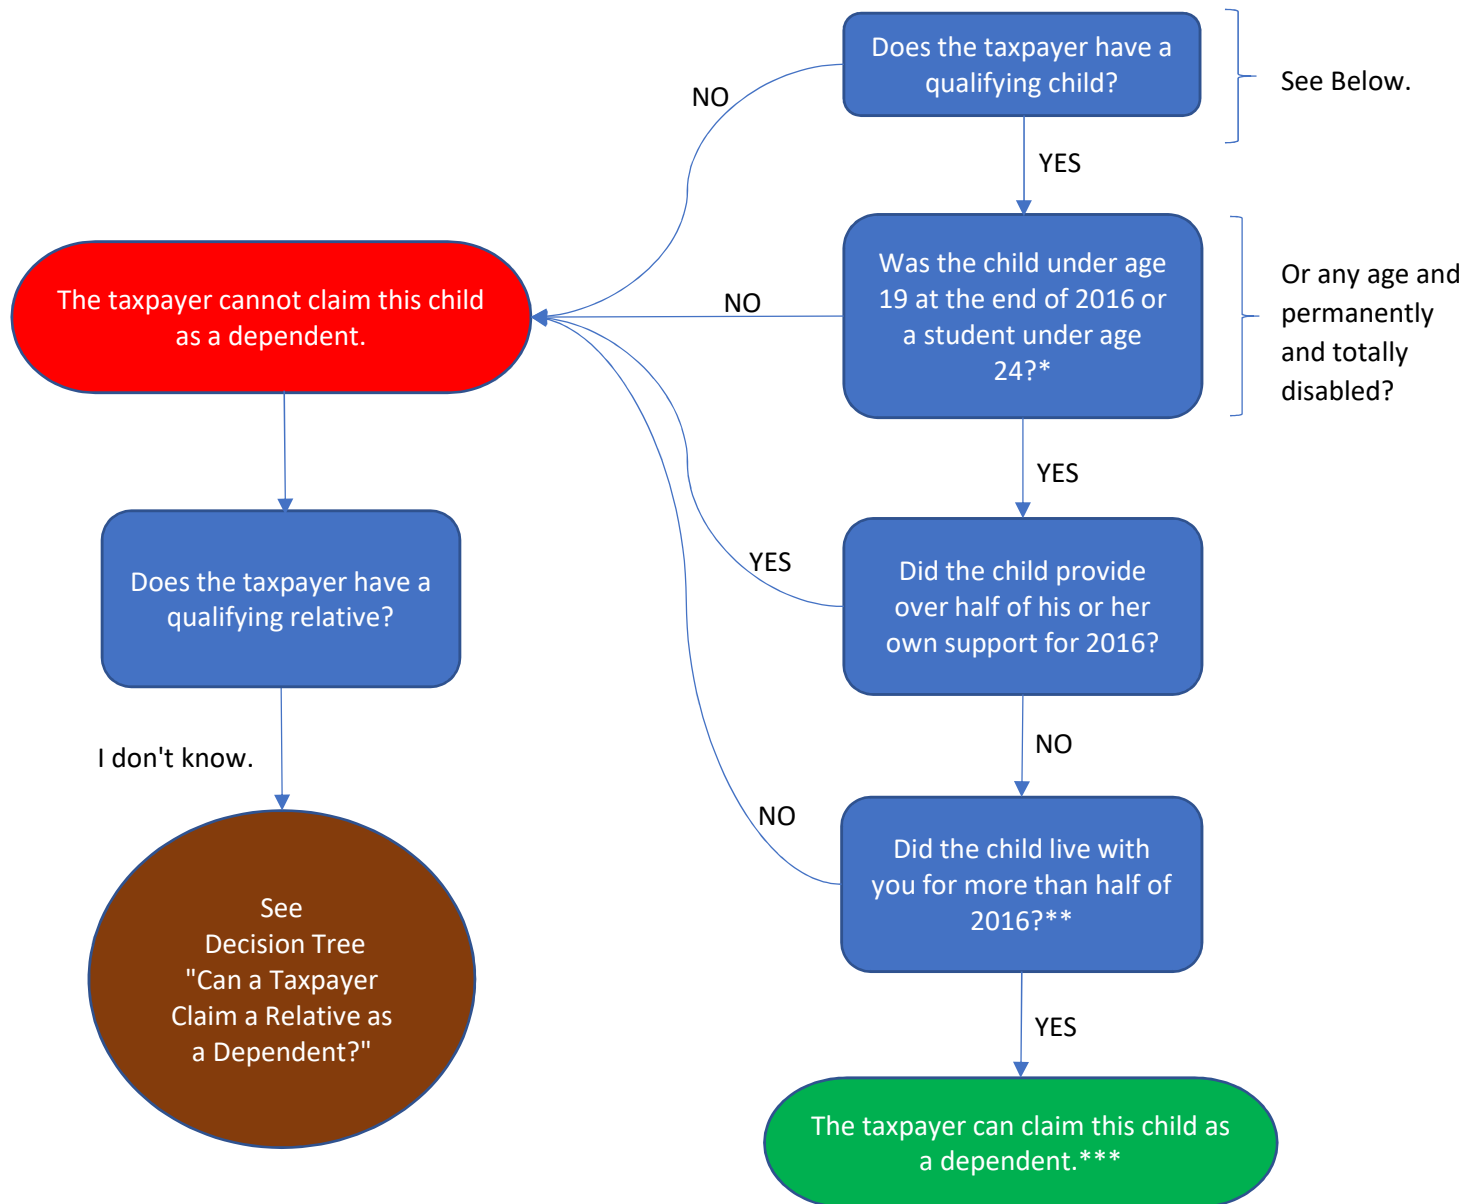 Does the taxpayer have a
qualifying child?
See Below.
NO
YES
Was the child under age
19 at the end of 2016 or
a student under age
24?*
Or any age and
permanently
and totally
disabled?
NO
The taxpayer cannot claim this child
as a dependent.
YES
Did the child provide
over half of his or her
own support for 2016?
YES
Does the taxpayer have a
qualifying relative?
NO
I don't know.
Did the child live with
you for more than half of
2016?**
NO
See
Decision Tree
"Can a Taxpayer
Claim a Relative as
a Dependent?"
YES
The taxpayer can claim this child as
a dependent.***